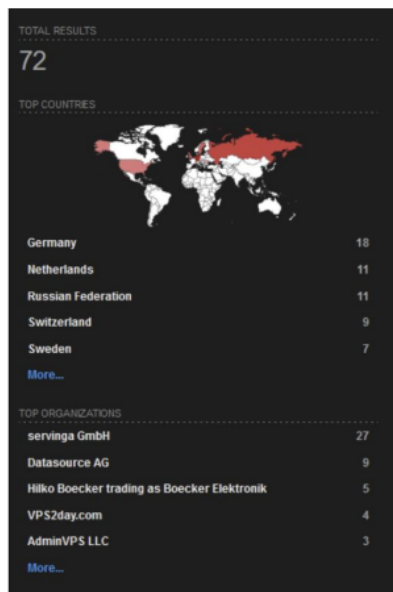 TOTAL RESULTS
72
TOP COUNTRIES
Germany 18
Netherlands 11
Russian Federation 11
Switzerland 9
Sweden 7
More...
TOP ORGANIZATIONS
servinga GmbH 27
Datasource AG 9
Hilko Boecker trading as Boecker Elektronik 5
VPS2day.com 4
AdminVPS LLC 3
More...